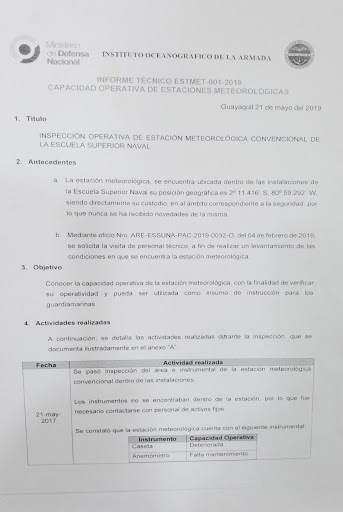 Ministerio
de Defensa
Nacional
INSTITUTO OCEANOGRAFICO DE LA ARMADA
INFORME TÉCNICO ESTMET-001-2019
CAPACIDAD OPERATIVA DE ESTACIONES METEOROLÓGICAS
Guayaquil 21 de mayo del 2019
1. Título
INSPECCIÓN OPERATIVA DE ESTACIÓN METEOROLÓGICA CONVENCIONAL DE
LA ESCUELA SUPERIOR NAVAL
2. Antecedentes
a. La estación meteorológica, se encuentra ubicada dentro de las instalaciones de
la Escuela Superior Naval su posición geográfica es 2° 11.416´ S, 80° 59.292´ W,
siendo directamente su custodio, en al ámbito correspondiente a la seguridad, por
lo que nunca se ha recibido novedades de la misma.
b. Mediante oficio Nro. ARE-ESSUNA-PAC-2019-0032-O, del 04 de febrero de 2019,
se solicita la visita de personal técnico, a fin de realizar un levantamiento de las
condiciones en que se encuentra la estación meteorológica.
3. Objetivo
Conocer la capacidad operativa de la estación meteorológica, con la finalidad de verificar
su operatividad y pueda ser utilizada como insumo de instrucción para los
guardiamarinas.
4. Actividades realizadas
A continuación, se detalla las actividades realizadas durante la inspección, que se
documenta ilustradamente en el anexo "A".
Fecha Actividad realizada
Se pasó inspección del área e instrumental de la estación meteorológica
convencional dentro de las instalaciones.
Los instrumentos no se encontraban dentro de la estación, por lo que fue
necesario contactarse con personal de activos fijos.
21-may-
2017
Se constató que la estación meteorológica cuenta con el siguiente instrumental:
Instrumento Capacidad Operativa
Caseta Deteriorada
Anemómetro Falta mantenimiento